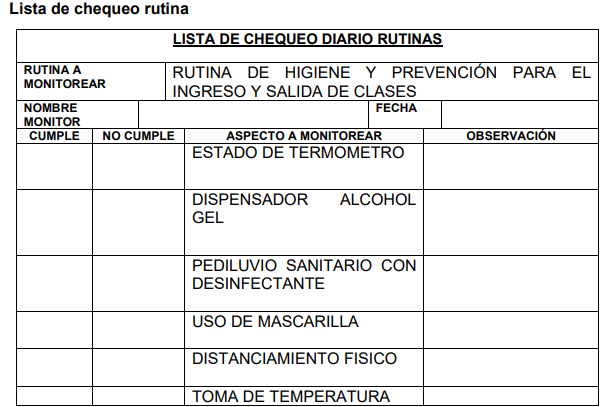 Lista de chequeo rutina
LISTA DE CHEQUEO DIARIO RUTINAS
RUTINA A MONITOREAR
RUTINA DE HIGIENE Y PREVENCIÓN PARA EL
INGRESO Y SALIDA DE CLASES
NOMBRE MONITOR
FECHA
CUMPLE NO CUMPLE ASPECTO A MONITOREAR OBSERVACIÓN
ESTADO DE TERMOMETRO
DISPENSADOR ALCOHOL
GEL
PEDILUVIO SANITARIO CON
DESINFECTANTE
USO DE MASCARILLA
DISTANCIAMIENTO FISICO
TOMA DE TEMPERATURA